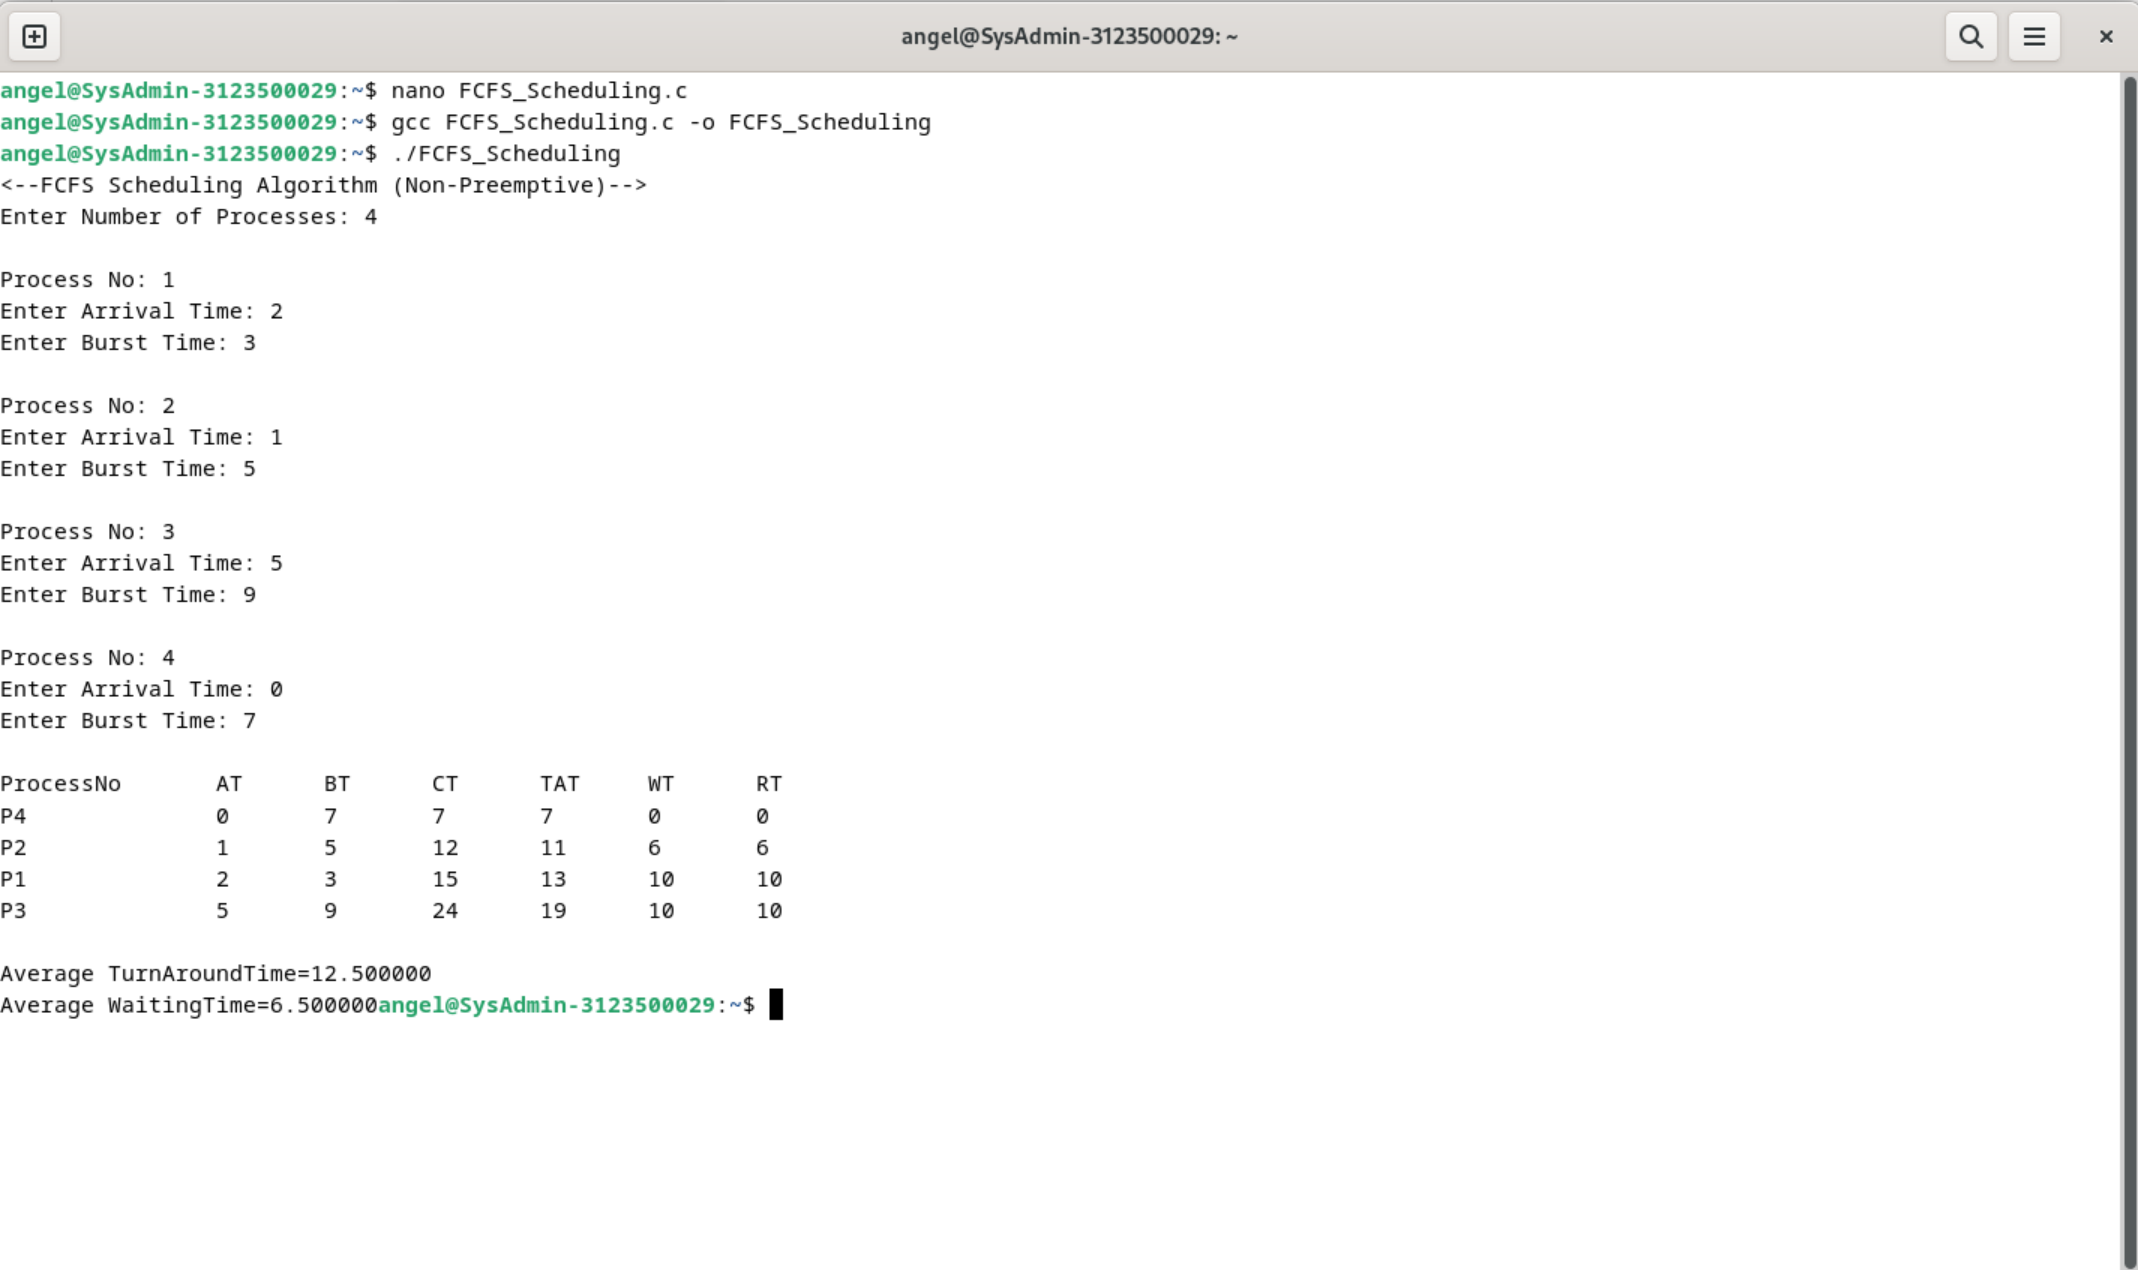 angel@SysAdmin-3123500029: ~
angel@SysAdmin-3123500029:~$ nano FCFS_Scheduling.c
angel@SysAdmin-3123500029:~$ gcc FCFS_Scheduling.c -o FCFS_Scheduling
angel@SysAdmin-3123500029:~$ ./FCFS_Scheduling
<--FCFS Scheduling Algorithm (Non-Preemptive)-->
Enter Number of Processes: 4
Process No: 1
Enter Arrival Time: 2
Enter Burst Time: 3
Process No: 2
Enter Arrival Time: 1
Enter Burst Time: 5
Process No: 3
Enter Arrival Time: 5
Enter Burst Time: 9
Process No: 4
Enter Arrival Time: 0
Enter Burst Time: 7
ProcessNo AT BT CT TAT WT RT
P4 0 7 7 7 0 0
P2 1 5 12 11 6 6
P1 2 3 15 13 10 10
P3 5 9 24 19 10 10
Average TurnAroundTime=12.500000
Average WaitingTime=6.500000angel@SysAdmin-3123500029:~$